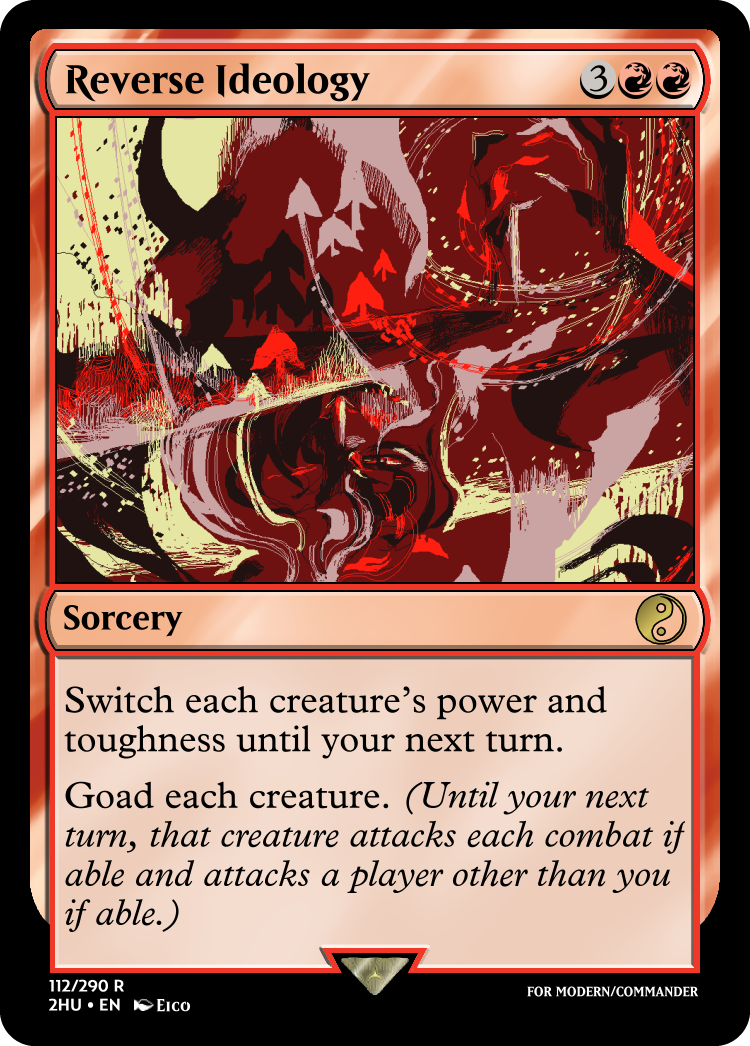 Reverse Ideology
3
Sorcery
Switch each creature's power and
toughness until your next turn.
Goad each creature. (Until your next
turn, that creature attacks each combat if
able and attacks a player other than you
if able.)
112/290 R
2HU • EN Eico
FOR MODERN/COMMANDER